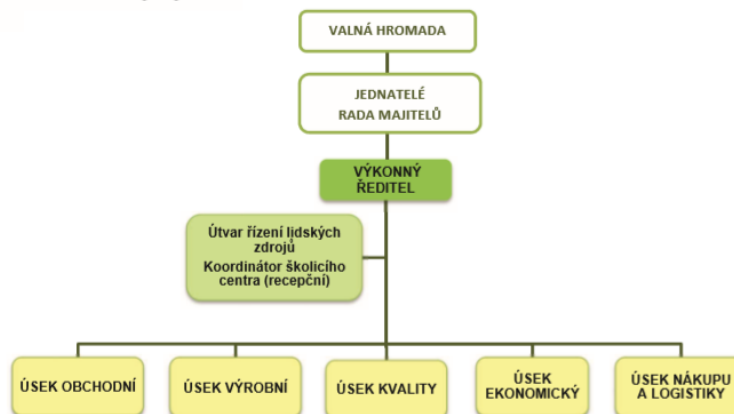 VALNÁ HROMADA
JEDNATELÉ
RADA MAJITELŮ
VÝKONNÝ
ŘEDITEL
Útvar řízení lidských
zdrojů
Koordinátor školicího
centra (recepční)
ÚSEK OBCHODNÍ
ÚSEK VÝROBNÍ
ÚSEK KVALITY
ÚSEK
EKONOMICKÝ
ÚSEK NÁKUPU
A LOGISTIKY